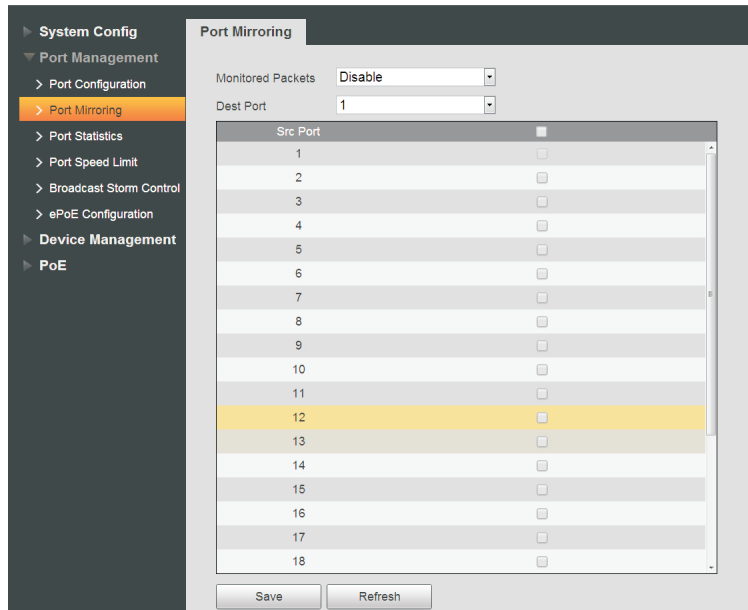 System Config
Port Management
Port Configuration
Port Mirroring
Port Statistics
Port Speed Limit
Broadcast Storm Control
ePoE Configuration
Device Management
PoE
Port Mirroring
Monitored Packets Disable
Dest Port 1
Src Port
1
2
3
4
5
6
7
8
9
10
11
12
13
14
15
16
17
18
Save Refresh